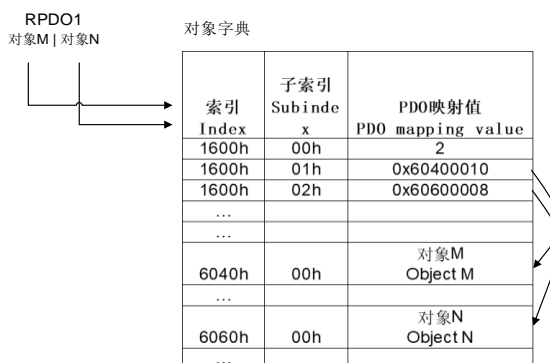 RPDO1
对象M | 对象N
对象字典
索引
Index
子索引
Subinde
x
PDO映射值
PDO mapping value
1600h 00h 2
1600h 01h 0x60400010
1600h 02h 0x60600008
...
...
6040h 00h 对象M
Object M
...
6060h 00h 对象N
Object N
...